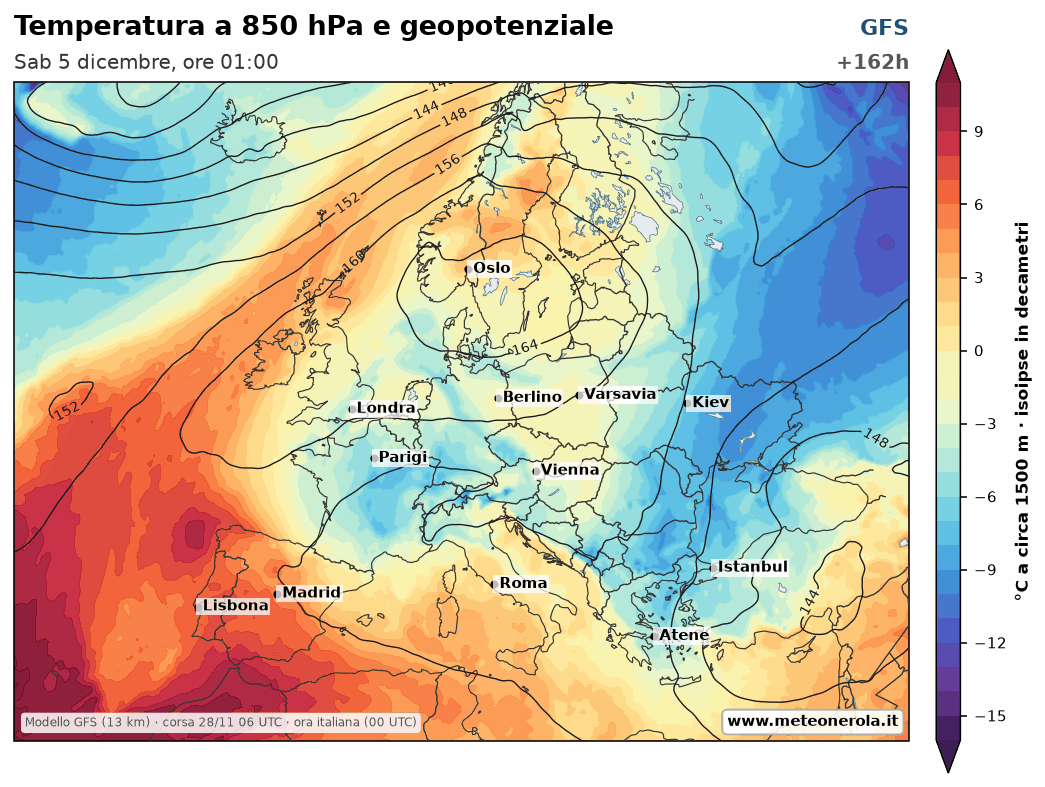 Temperatura a 850 hPa e geopotenziale
GFS
Sab 5 dicembre, ore 01:00
+162h
144
148
156
152
160
Oslo
164
152
Londra
Berlino
Varsavia
Kiev
148
Parigi
Vienna
Istanbul
Roma
Madrid
Lisbona
144
Atene
Modello GFS (13 km) · corsa 28/11 06 UTC · ora italiana (00 UTC)
www.meteonerola.it
9
6
3
0
−3
−6
−9
−12
−15
°C a circa 1500 m · isoipse in decametri